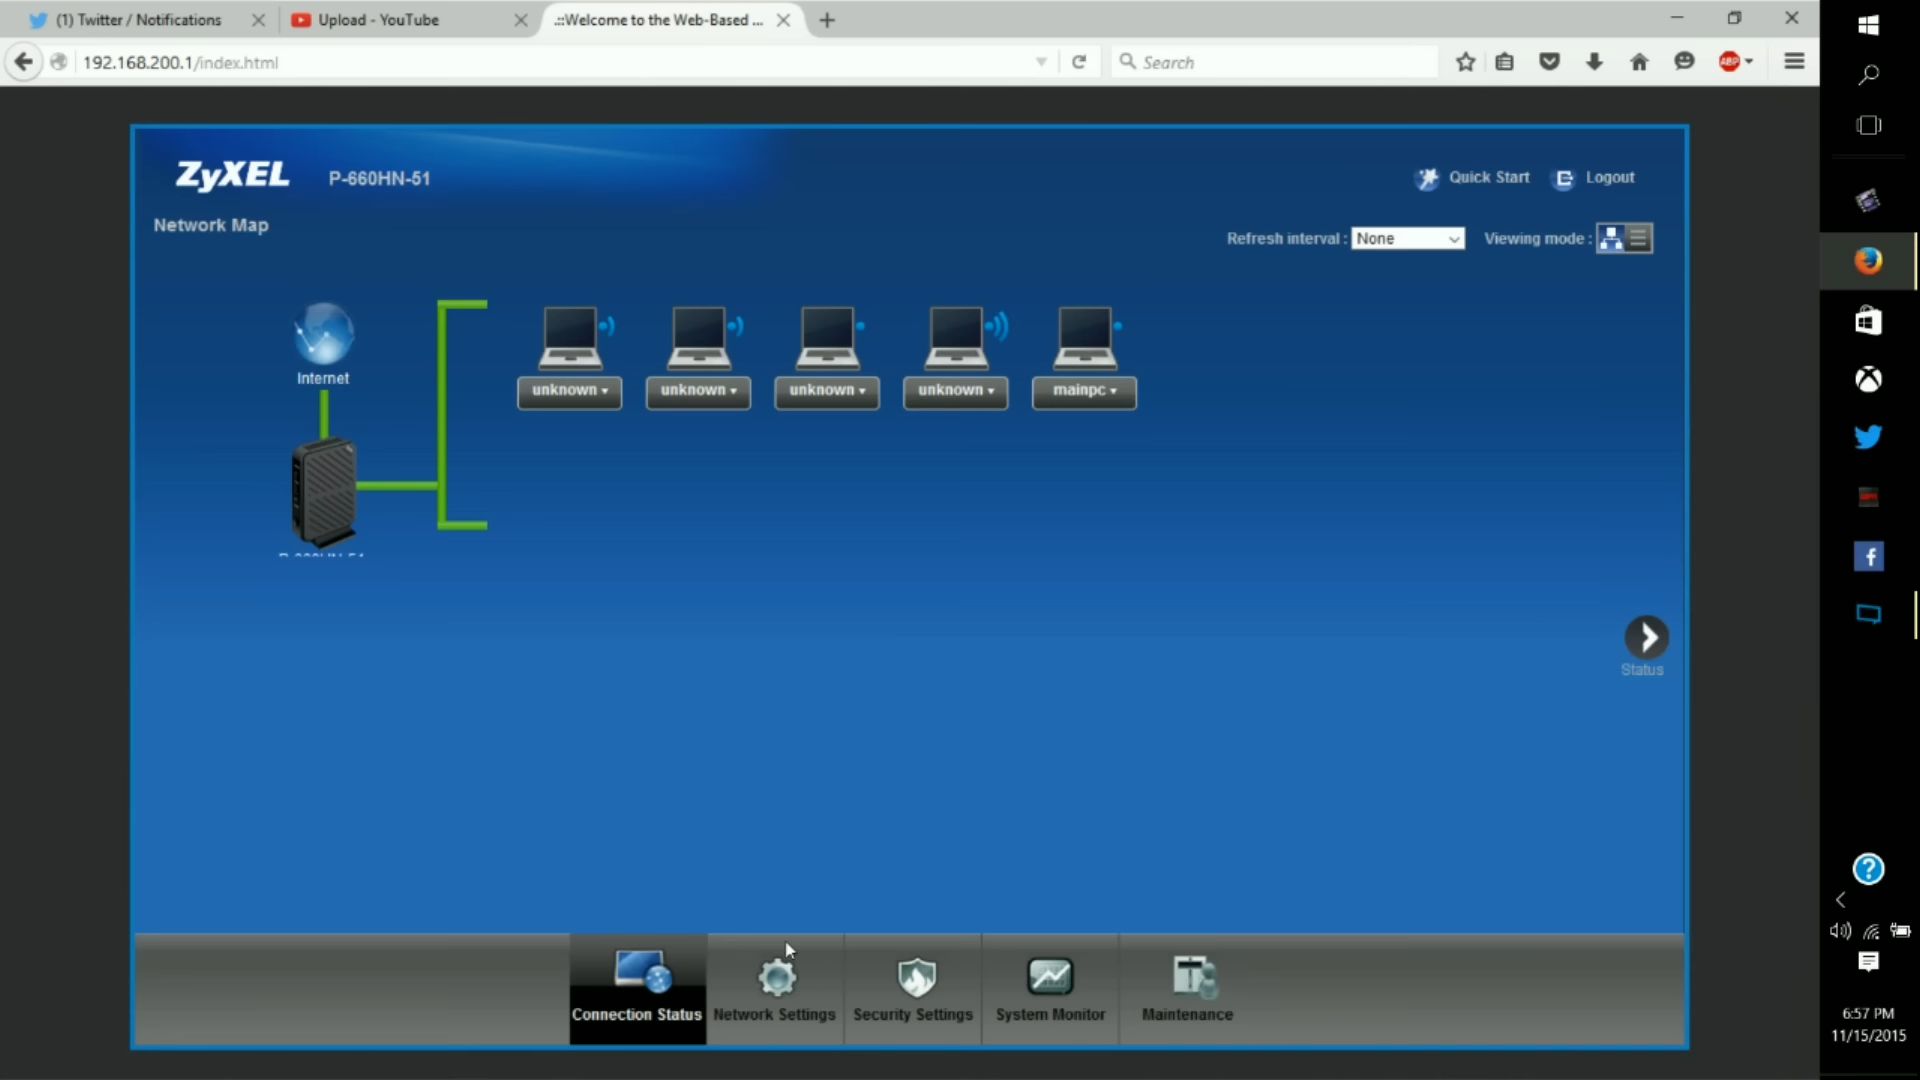 (1) Twitter / Notifications
Upload - YouTube
.::Welcome to the Web-Based ...
192.168.200.1/index.html
Search
ABP
ZyXEL
P-660HN-51
Quick Start
Logout
Network Map
Refresh interval :
None
Viewing mode :
Internet
unknown
unknown
unknown
unknown
mainpc
Status
Connection Status
Network Settings
Security Settings
System Monitor
Maintenance
6:57 PM
11/15/2015